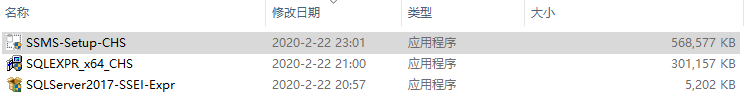 名称 修改日期 类型 大小
SSMS-Setup-CHS 2020-2-22 23:01 应用程序 568,577 KB
SQLEXPR_x64_CHS 2020-2-22 21:00 应用程序 301,157 KB
SQLServer2017-SSEI-Expr 2020-2-22 20:57 应用程序 5,202 KB